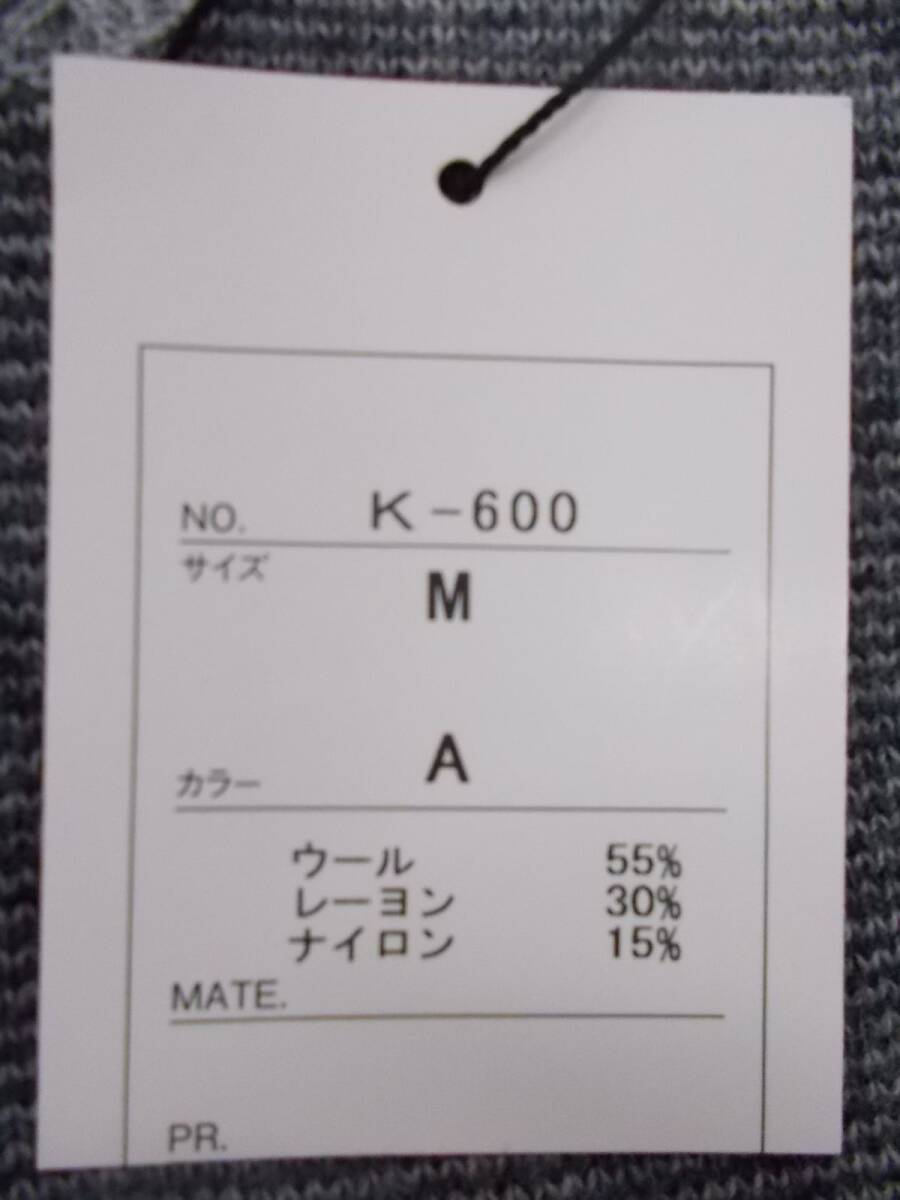 NO. K-600
サイズ M
カラー A
ウール 55%
レーヨン 30%
ナイロン 15%
MATE.
PR.